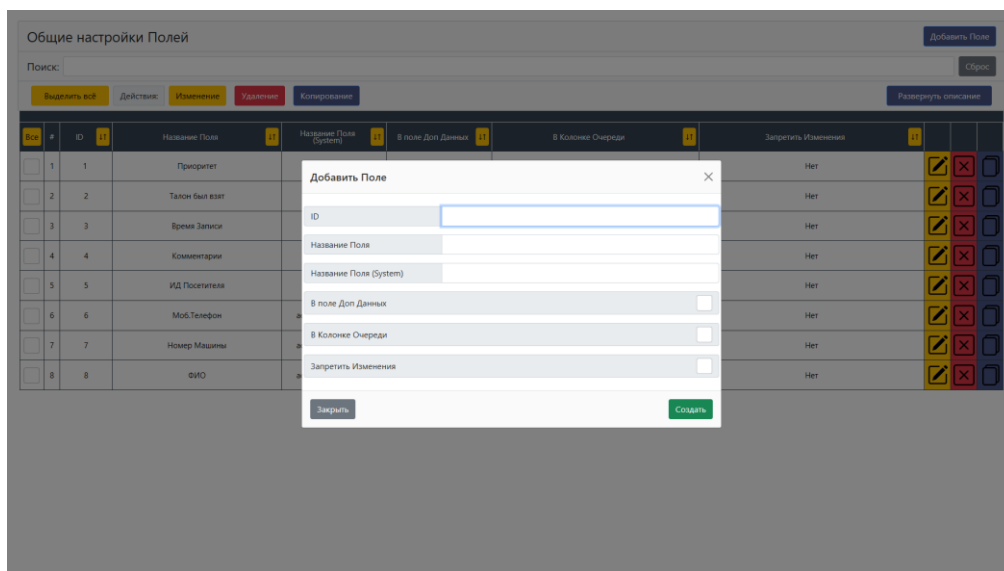 Общие настройки Полей
Добавить Поле
Поиск:
Сброс
Выделить всё
Действия:
Изменение
Удаление
Копирование
Развернуть описание
Все # ID Название Поля Название Поля (System) В поле Доп Данных В Колонке Очереди Запретить Изменения
1 1 Приоритет Нет
2 2 Талон был взят Нет
3 3 Время Записи Нет
4 4 Комментарии Нет
5 5 ИД Посетителя Нет
6 6 Моб.Телефон Нет
7 7 Номер Машины Нет
8 8 ФИО Нет
Добавить Поле
ID
Название Поля
Название Поля (System)
В поле Доп Данных
В Колонке Очереди
Запретить Изменения
Закрыть
Создать